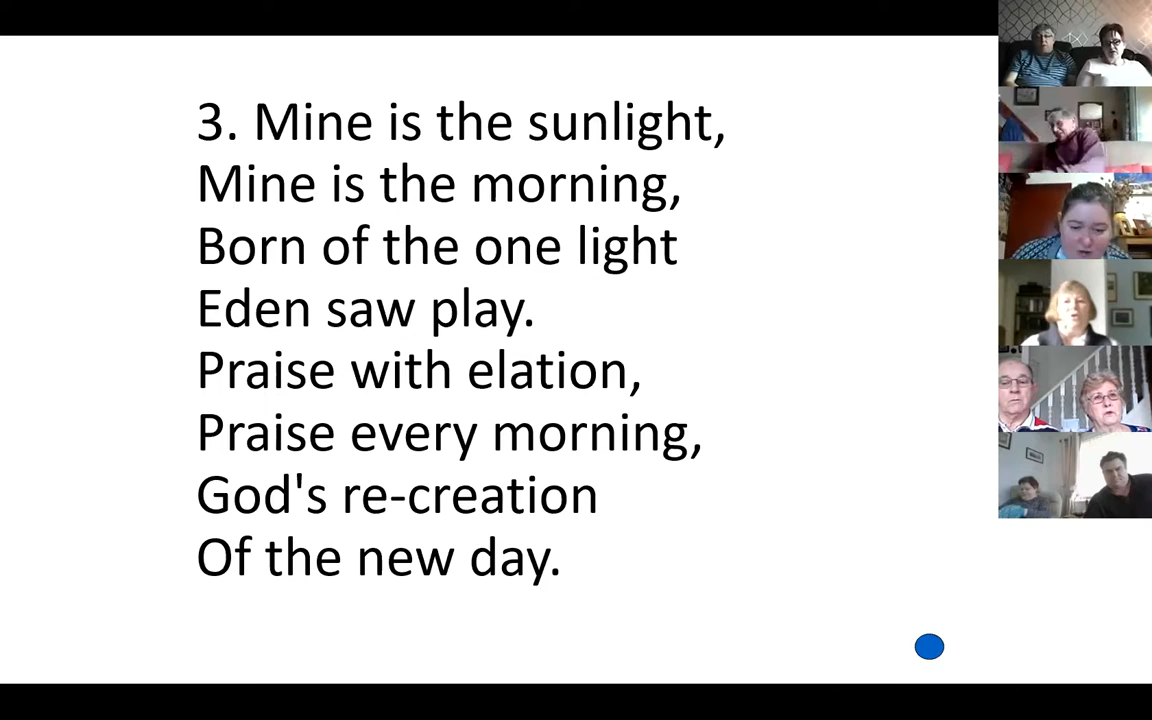 3. Mine is the sunlight,
Mine is the morning,
Born of the one light
Eden saw play.
Praise with elation,
Praise every morning,
God's re-creation
Of the new day.